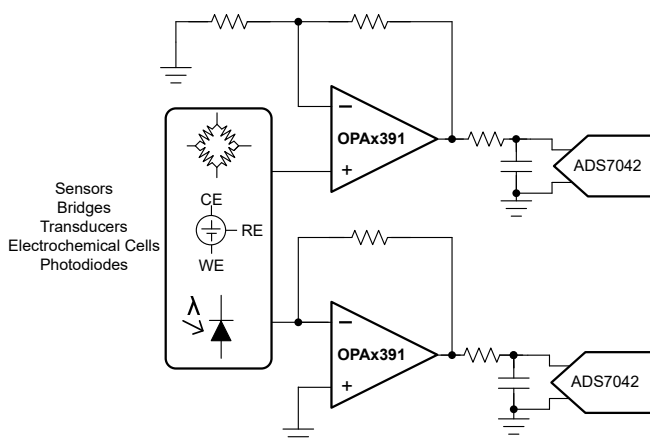 OPAx391
ADS7042
Sensors
Bridges
Transducers
Electrochemical Cells
Photodiodes
CE
RE
WE
λ
OPAx391
ADS7042